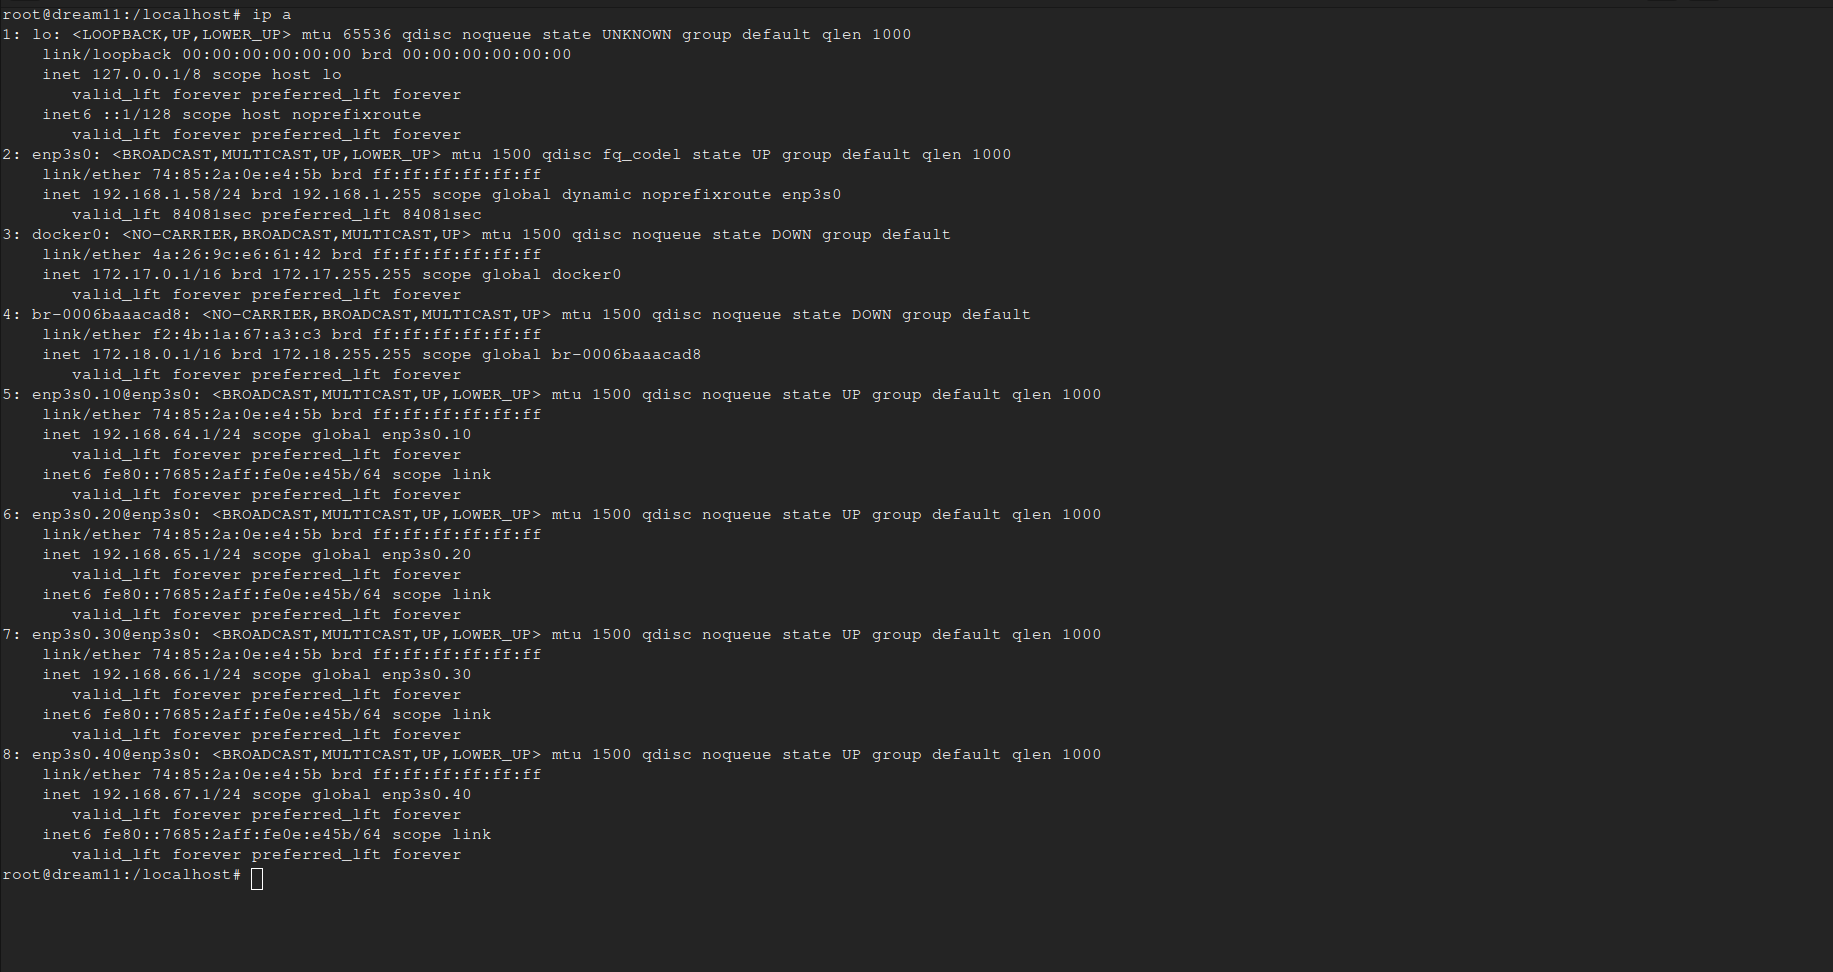 root@dream11:/localhost# ip a
1: lo: <LOOPBACK,UP,LOWER_UP> mtu 65536 qdisc noqueue state UNKNOWN group default qlen 1000
    link/loopback 00:00:00:00:00:00 brd 00:00:00:00:00:00
    inet 127.0.0.1/8 scope host lo
       valid_lft forever preferred_lft forever
    inet6 ::1/128 scope host noprefixroute
       valid_lft forever preferred_lft forever
2: enp3s0: <BROADCAST,MULTICAST,UP,LOWER_UP> mtu 1500 qdisc fq_codel state UP group default qlen 1000
    link/ether 74:85:2a:0e:e4:5b brd ff:ff:ff:ff:ff:ff
    inet 192.168.1.58/24 brd 192.168.1.255 scope global dynamic noprefixroute enp3s0
       valid_lft 84081sec preferred_lft 84081sec
3: docker0: <NO-CARRIER,BROADCAST,MULTICAST,UP> mtu 1500 qdisc noqueue state DOWN group default
    link/ether 4a:26:9c:e6:61:42 brd ff:ff:ff:ff:ff:ff
    inet 172.17.0.1/16 brd 172.17.255.255 scope global docker0
       valid_lft forever preferred_lft forever
4: br-0006baaacad8: <NO-CARRIER,BROADCAST,MULTICAST,UP> mtu 1500 qdisc noqueue state DOWN group default
    link/ether f2:4b:1a:67:a3:c3 brd ff:ff:ff:ff:ff:ff
    inet 172.18.0.1/16 brd 172.18.255.255 scope global br-0006baaacad8
       valid_lft forever preferred_lft forever
5: enp3s0.10@enp3s0: <BROADCAST,MULTICAST,UP,LOWER_UP> mtu 1500 qdisc noqueue state UP group default qlen 1000
    link/ether 74:85:2a:0e:e4:5b brd ff:ff:ff:ff:ff:ff
    inet 192.168.64.1/24 scope global enp3s0.10
       valid_lft forever preferred_lft forever
    inet6 fe80::7685:2aff:fe0e:e45b/64 scope link
       valid_lft forever preferred_lft forever
6: enp3s0.20@enp3s0: <BROADCAST,MULTICAST,UP,LOWER_UP> mtu 1500 qdisc noqueue state UP group default qlen 1000
    link/ether 74:85:2a:0e:e4:5b brd ff:ff:ff:ff:ff:ff
    inet 192.168.65.1/24 scope global enp3s0.20
       valid_lft forever preferred_lft forever
    inet6 fe80::7685:2aff:fe0e:e45b/64 scope link
       valid_lft forever preferred_lft forever
7: enp3s0.30@enp3s0: <BROADCAST,MULTICAST,UP,LOWER_UP> mtu 1500 qdisc noqueue state UP group default qlen 1000
    link/ether 74:85:2a:0e:e4:5b brd ff:ff:ff:ff:ff:ff
    inet 192.168.66.1/24 scope global enp3s0.30
       valid_lft forever preferred_lft forever
    inet6 fe80::7685:2aff:fe0e:e45b/64 scope link
       valid_lft forever preferred_lft forever
8: enp3s0.40@enp3s0: <BROADCAST,MULTICAST,UP,LOWER_UP> mtu 1500 qdisc noqueue state UP group default qlen 1000
    link/ether 74:85:2a:0e:e4:5b brd ff:ff:ff:ff:ff:ff
    inet 192.168.67.1/24 scope global enp3s0.40
       valid_lft forever preferred_lft forever
    inet6 fe80::7685:2aff:fe0e:e45b/64 scope link
       valid_lft forever preferred_lft forever
root@dream11:/localhost#